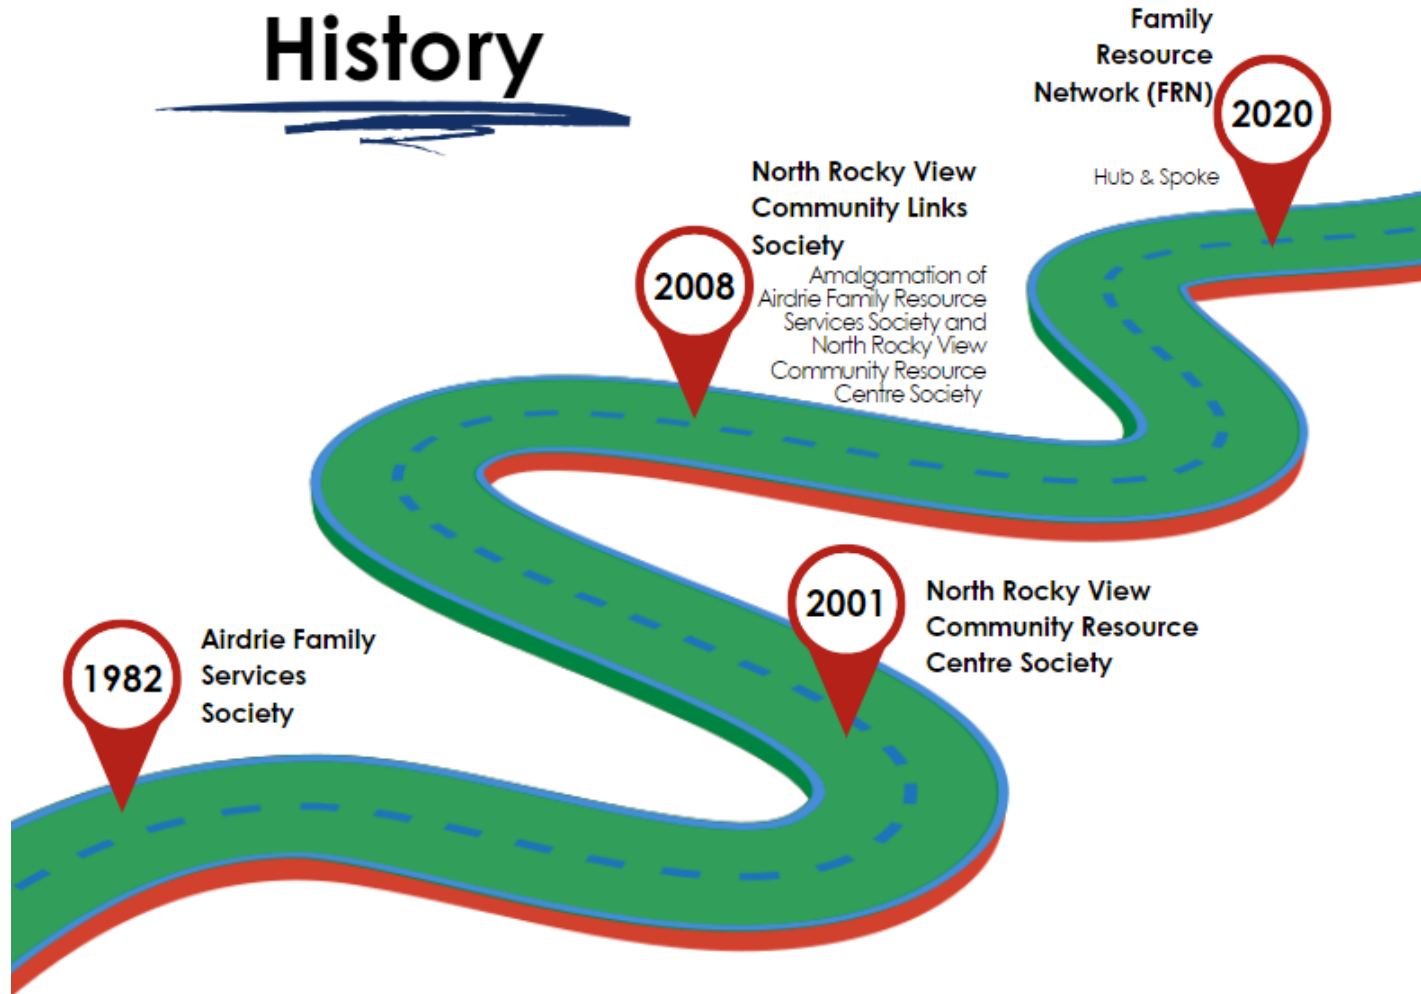 History
Family
Resource
Network (FRN)
2020
Hub & Spoke
North Rocky View
Community Links
Society
2008
Amalgamation of
Airdrie Family Resource
Services Society and
North Rocky View
Community Resource
Centre Society
2001
North Rocky View
Community Resource
Centre Society
1982
Airdrie Family
Services
Society